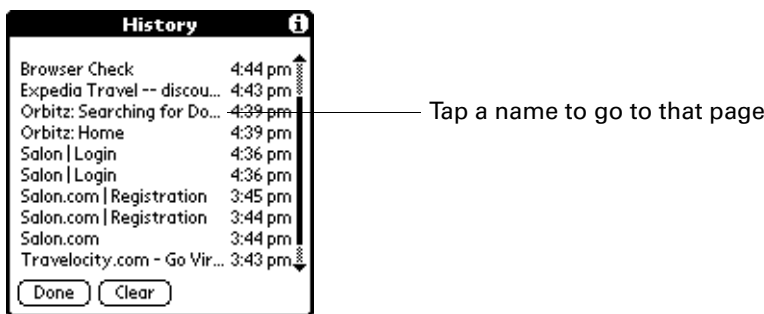 History
Browser Check 4:44 pm
Expedia Travel -- discou... 4:43 pm
Orbitz: Searching for Do... 4:39 pm
Orbitz: Home 4:39 pm
Salon | Login 4:36 pm
Salon | Login 4:36 pm
Salon.com | Registration 3:45 pm
Salon.com | Registration 3:44 pm
Salon.com 3:44 pm
Travelocity.com - Go Vir... 3:43 pm
Done Clear
Tap a name to go to that page